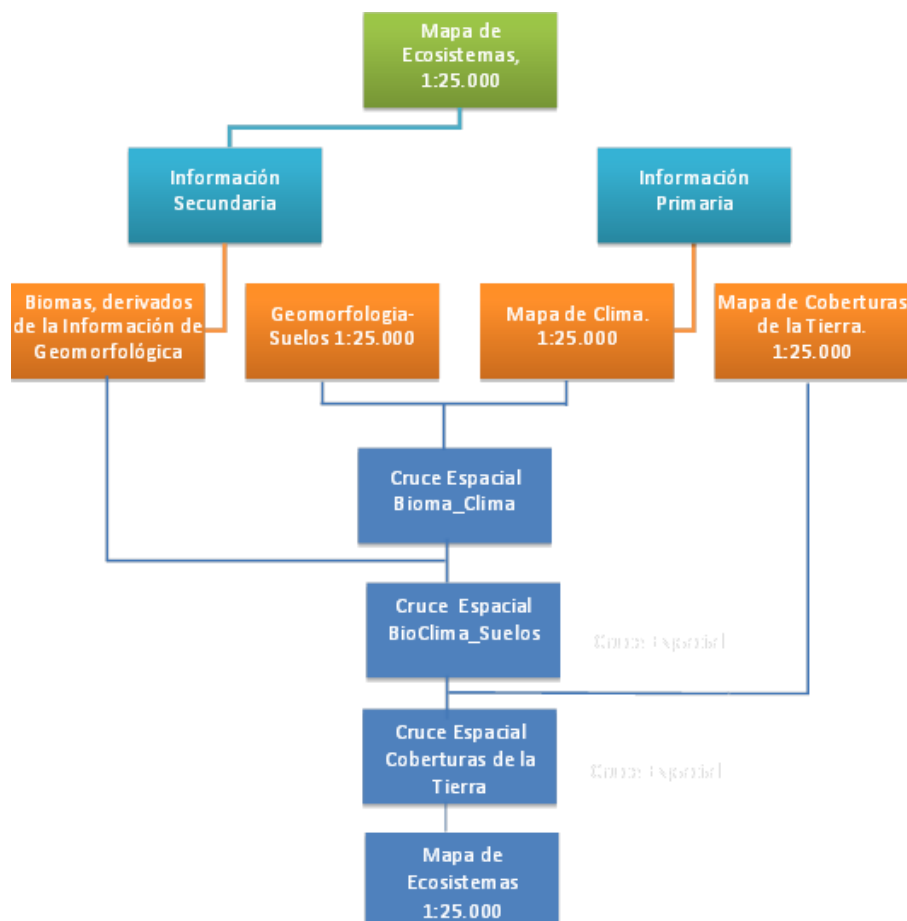 Mapa de
Ecosistemas,
1:25.000
Información
Secundaria
Información
Primaria
Biomas, derivados
de la Información de
Geomorfológica
Geomorfologia-
Suelos 1:25.000
Mapa de Clima.
1:25.000
Mapa de Coberturas
de la Tierra.
1:25.000
Cruce Espacial
Bioma_Clima
Cruce Espacial
BioClima_Suelos
Cruce Espacial
Coberturas de la
Tierra
Mapa de
Ecosistemas
1:25.000